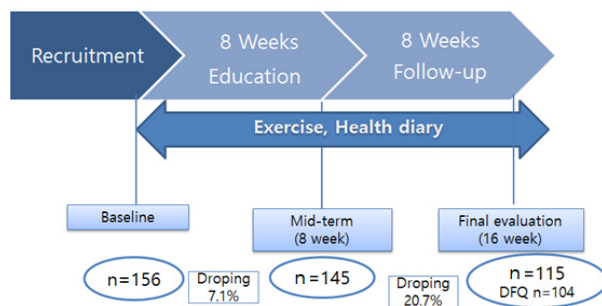 Recruitment
8 Weeks
Education
8 Weeks
Follow-up
Exercise, Health diary
Baseline
Mid-term
(8 week)
Final evaluation
(16 week)
n=156
Droping
7.1%
n=145
Droping
20.7%
n=115
DFQ n=104